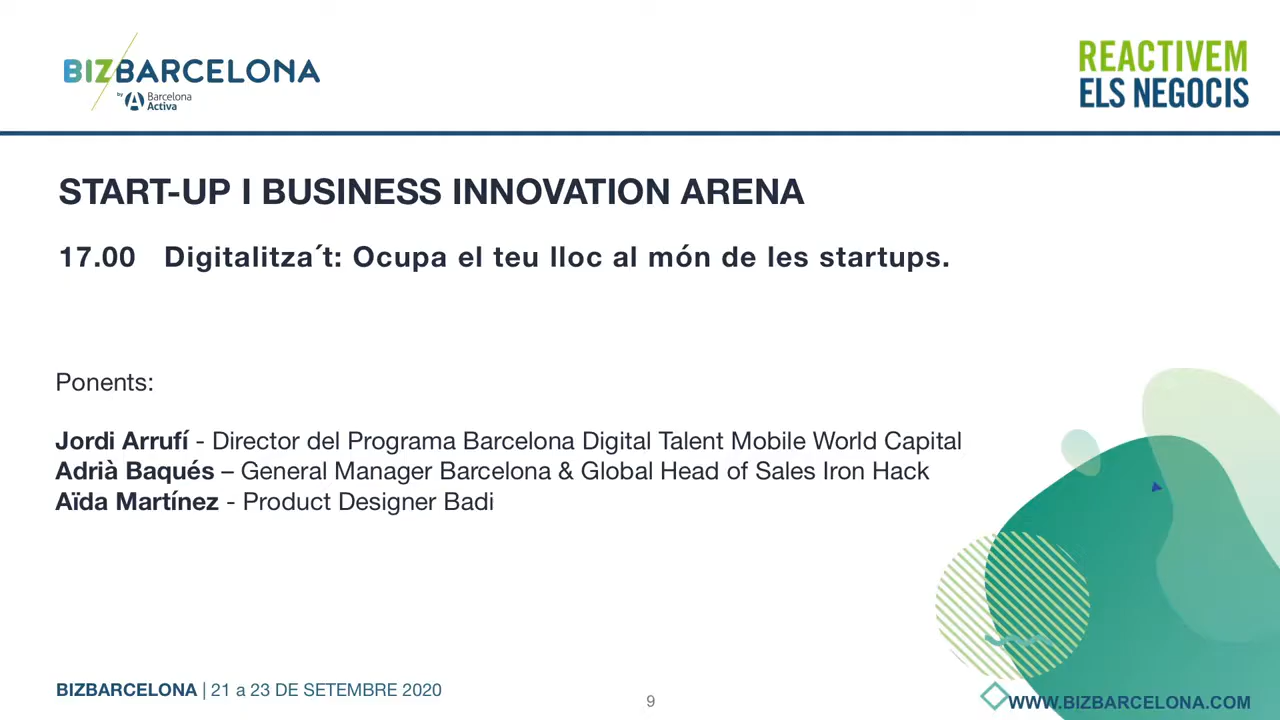 BIZBARCELONA
by Barcelona
Activa
REACTIVEM
ELS NEGOCIS
START-UP I BUSINESS INNOVATION ARENA
17.00 Digitalitza´t: Ocupa el teu lloc al món de les startups.
Ponents:
Jordi Arrufí - Director del Programa Barcelona Digital Talent Mobile World Capital
Adrià Baqués – General Manager Barcelona & Global Head of Sales Iron Hack
Aïda Martínez - Product Designer Badi
BIZBARCELONA | 21 a 23 DE SETEMBRE 2020
9
WWW.BIZBARCELONA.COM